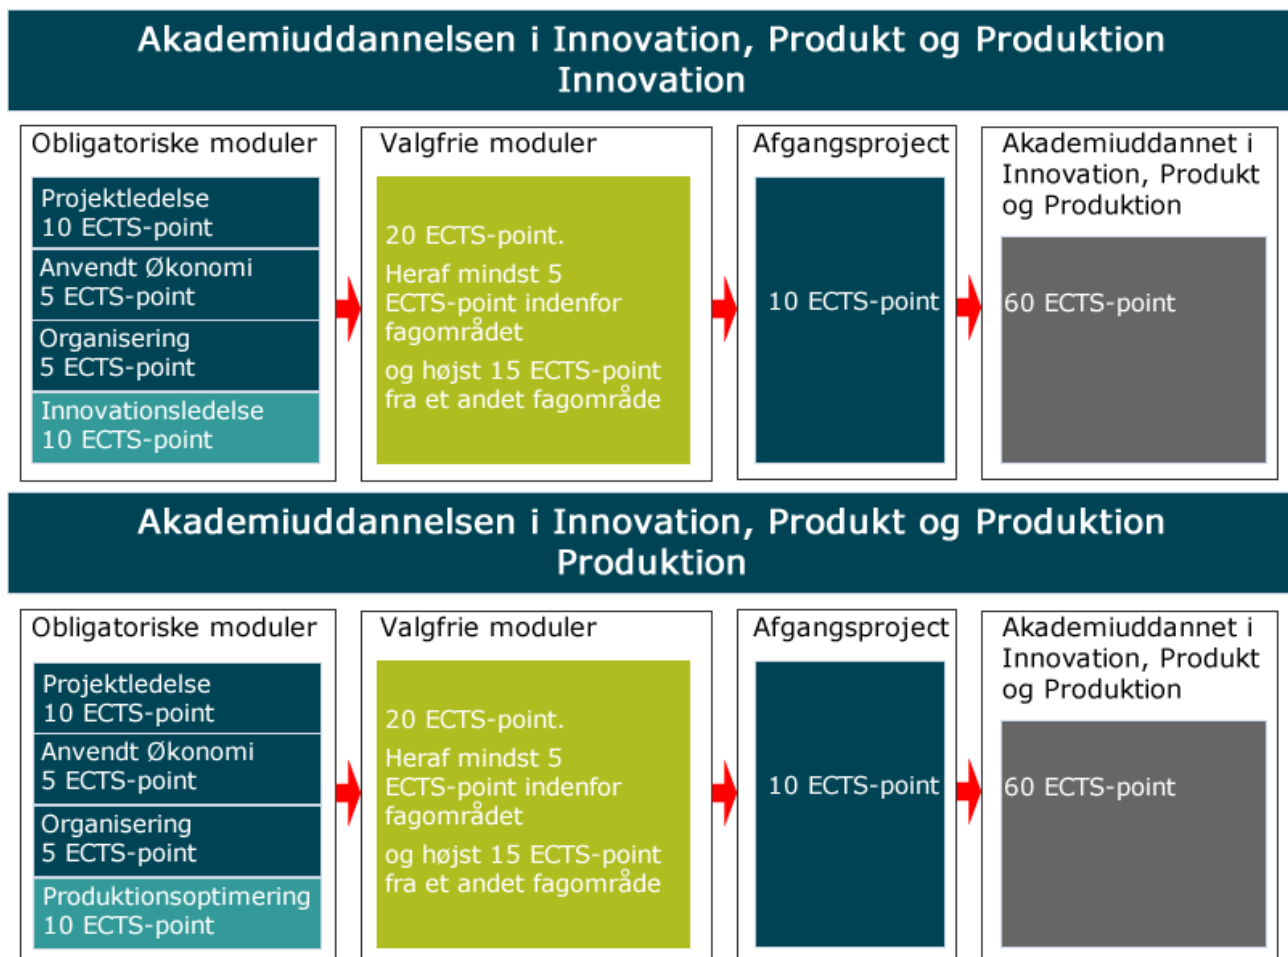 Akademiuddannelsen i Innovation, Produkt og Produktion
Innovation
Obligatoriske moduler
Projektledelse
10 ECTS-point
Anvendt Økonomi
5 ECTS-point
Organisering
5 ECTS-point
Innovationsledelse
10 ECTS-point
Valgfrie moduler
20 ECTS-point.
Heraf mindst 5
ECTS-point indenfor
fagområdet
og højst 15 ECTS-point
fra et andet fagområde
Afgangsproject
10 ECTS-point
Akademiuddannet i
Innovation, Produkt
og Produktion
60 ECTS-point
Akademiuddannelsen i Innovation, Produkt og Produktion
Produktion
Obligatoriske moduler
Projektledelse
10 ECTS-point
Anvendt Økonomi
5 ECTS-point
Organisering
5 ECTS-point
Produktionsoptimering
10 ECTS-point
Valgfrie moduler
20 ECTS-point.
Heraf mindst 5
ECTS-point indenfor
fagområdet
og højst 15 ECTS-point
fra et andet fagområde
Afgangsproject
10 ECTS-point
Akademiuddannet i
Innovation, Produkt
og Produktion
60 ECTS-point